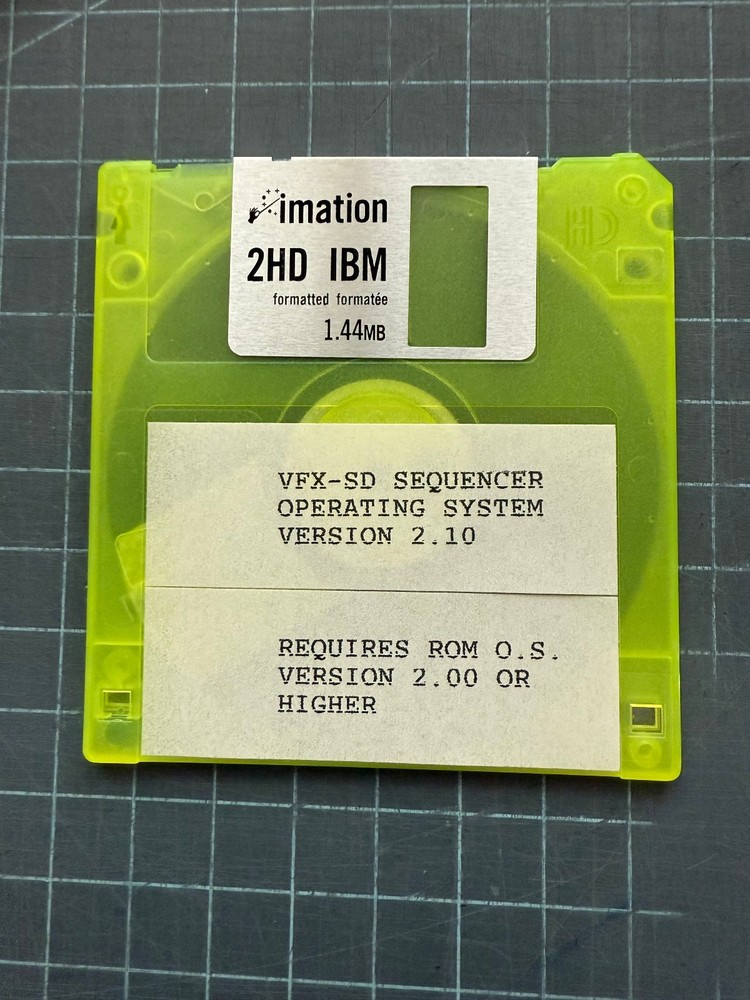 imation
2HD IBM
formatted formatée
1.44MB
HD
VFX-SD SEQUENCER
OPERATING SYSTEM
VERSION 2.10
REQUIRES ROM O.S.
VERSION 2.00 OR
HIGHER